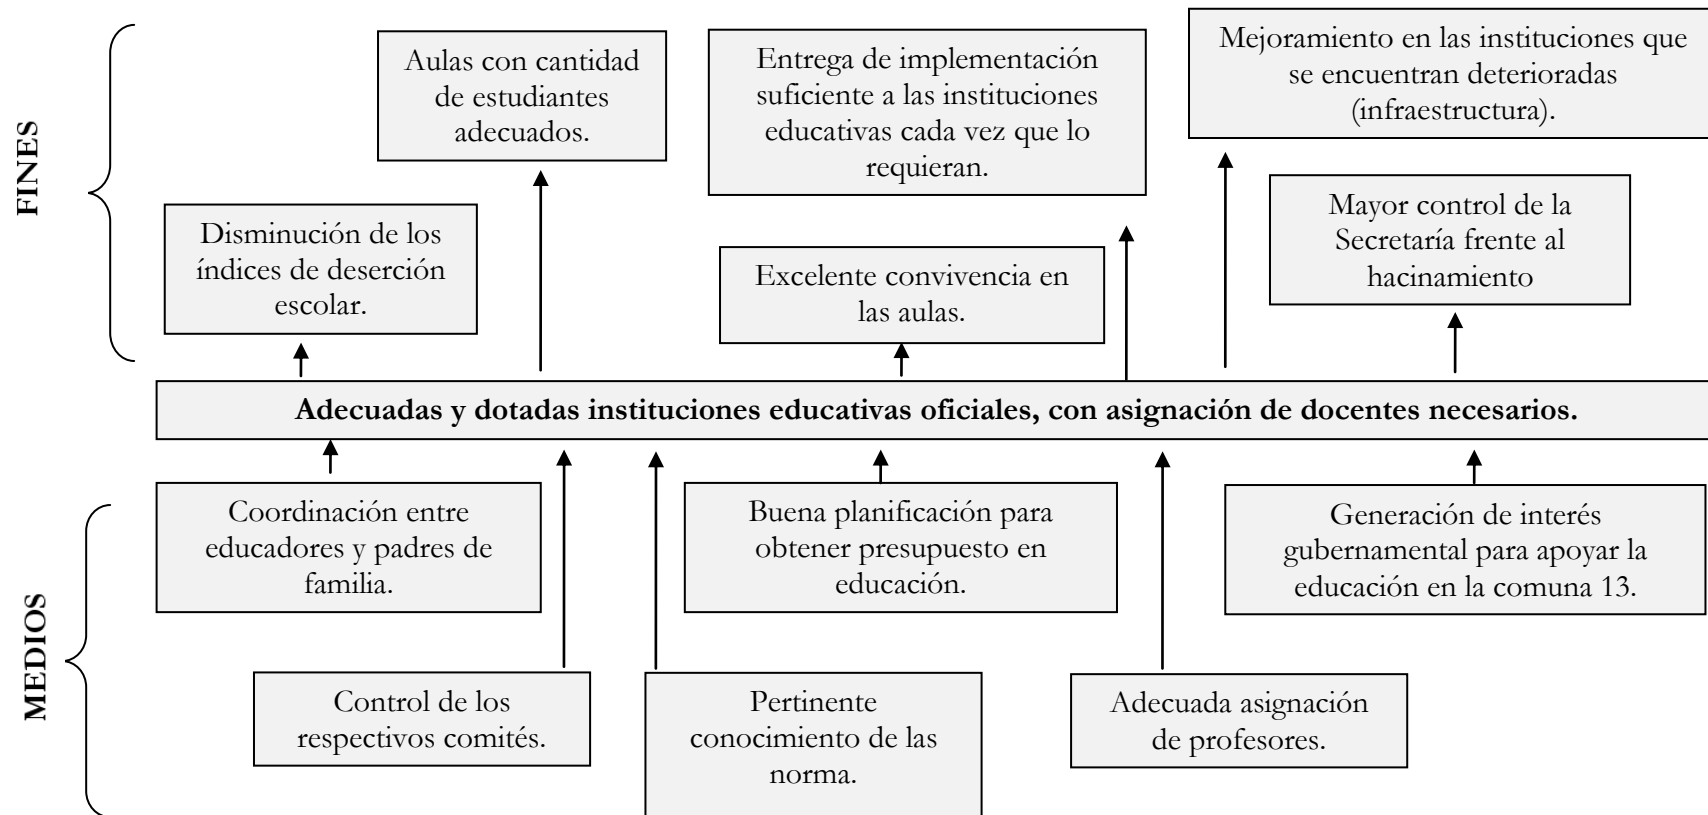 FINES
Aulas con cantidad
de estudiantes
adecuados.
Entrega de implementación
suficiente a las instituciones
educativas cada vez que lo
requieran.
Mejoramiento en las instituciones que
se encuentran deterioradas
(infraestructura).
Disminución de los
índices de deserción
escolar.
Excelente convivencia en
las aulas.
Mayor control de la
Secretaría frente al
hacinamiento
Adecuadas y dotadas instituciones educativas oficiales, con asignación de docentes necesarios.
MEDIOS
Coordinación entre
educadores y padres de
familia.
Buena planificación para
obtener presupuesto en
educación.
Generación de interés
gubernamental para apoyar la
educación en la comuna 13.
Control de los
respectivos comités.
Pertinente
conocimiento de las
norma.
Adecuada asignación
de profesores.